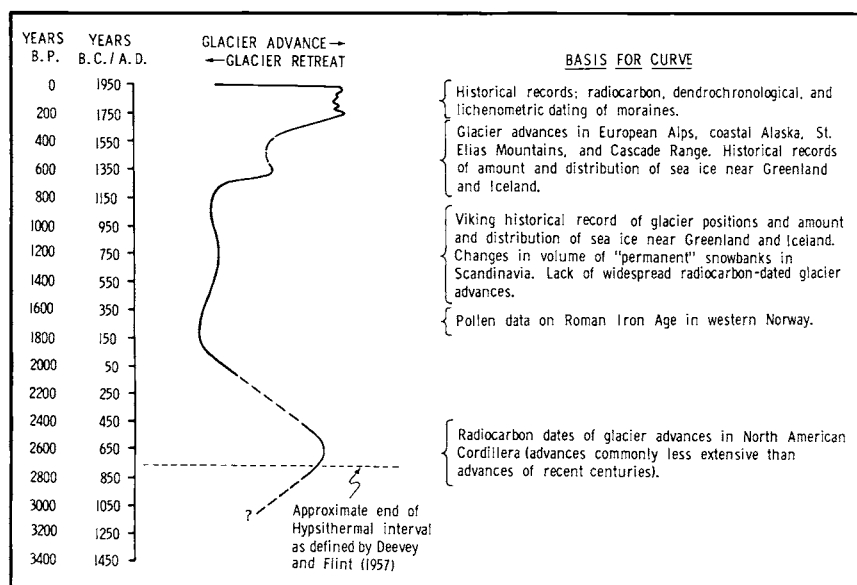 YEARS B.P.
YEARS B.C./A.D.
GLACIER ADVANCE→
←GLACIER RETREAT
BASIS FOR CURVE
0 1950
200 1750
400 1550
600 1350
800 1150
1000 950
1200 750
1400 550
1600 350
1800 150
2000 50
2200 250
2400 450
2600 650
2800 850
3000 1050
3200 1250
3400 1450
Historical records; radiocarbon, dendrochronological, and
lichenometric dating of moraines.
Glacier advances in European Alps, coastal Alaska, St.
Elias Mountains, and Cascade Range. Historical records
of amount and distribution of sea ice near Greenland
and Iceland.
Viking historical record of glacier positions and amount
and distribution of sea ice near Greenland and Iceland.
Changes in volume of "permanent" snowbanks in
Scandinavia. Lack of widespread radiocarbon-dated glacier
advances.
Pollen data on Roman Iron Age in western Norway.
Radiocarbon dates of glacier advances in North American
Cordillera (advances commonly less extensive than
advances of recent centuries).
?
Approximate end of
Hypsithermal interval
as defined by Deevey
and Flint (1957)